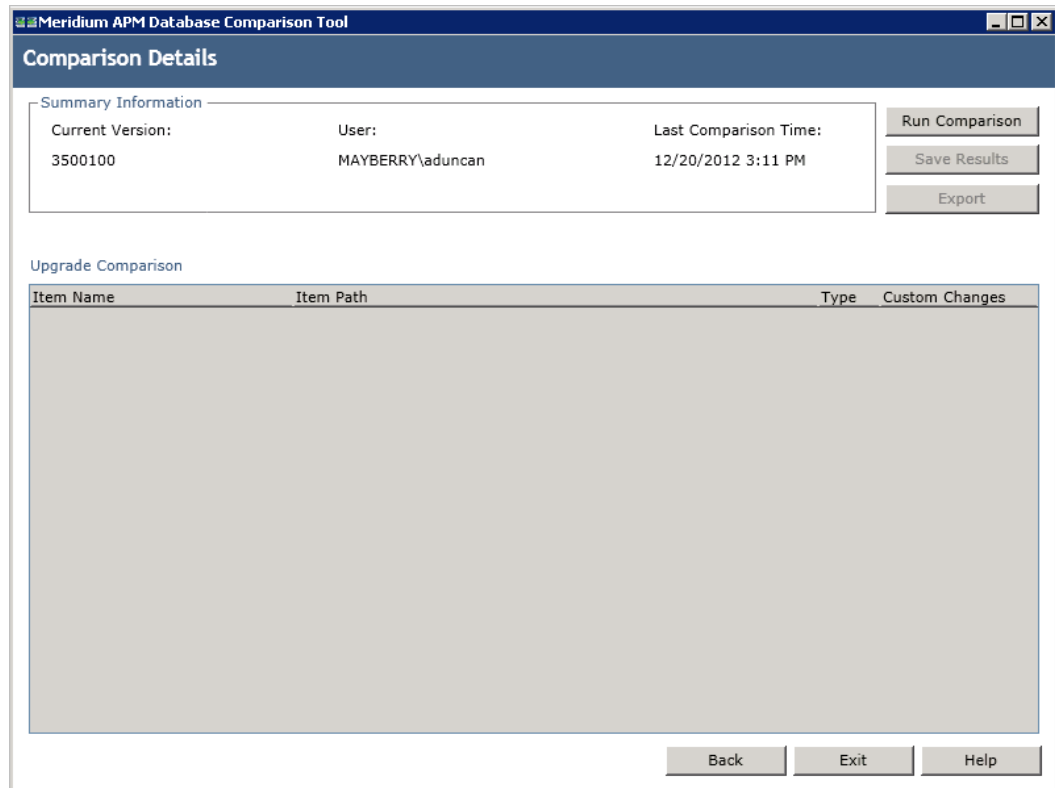 Meridium APM Database Comparison Tool
Comparison Details
Summary Information
Current Version: User: Last Comparison Time:
3500100 MAYBERRY\aduncan 12/20/2012 3:11 PM
Run Comparison
Save Results
Export
Upgrade Comparison
Item Name Item Path Type Custom Changes
Back Exit Help